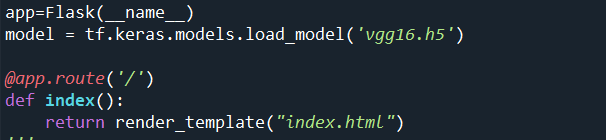 app=Flask(__name__)
model = tf.keras.models.load_model('vgg16.h5')
@app.route('/')
def index():
    return render_template("index.html")
'''